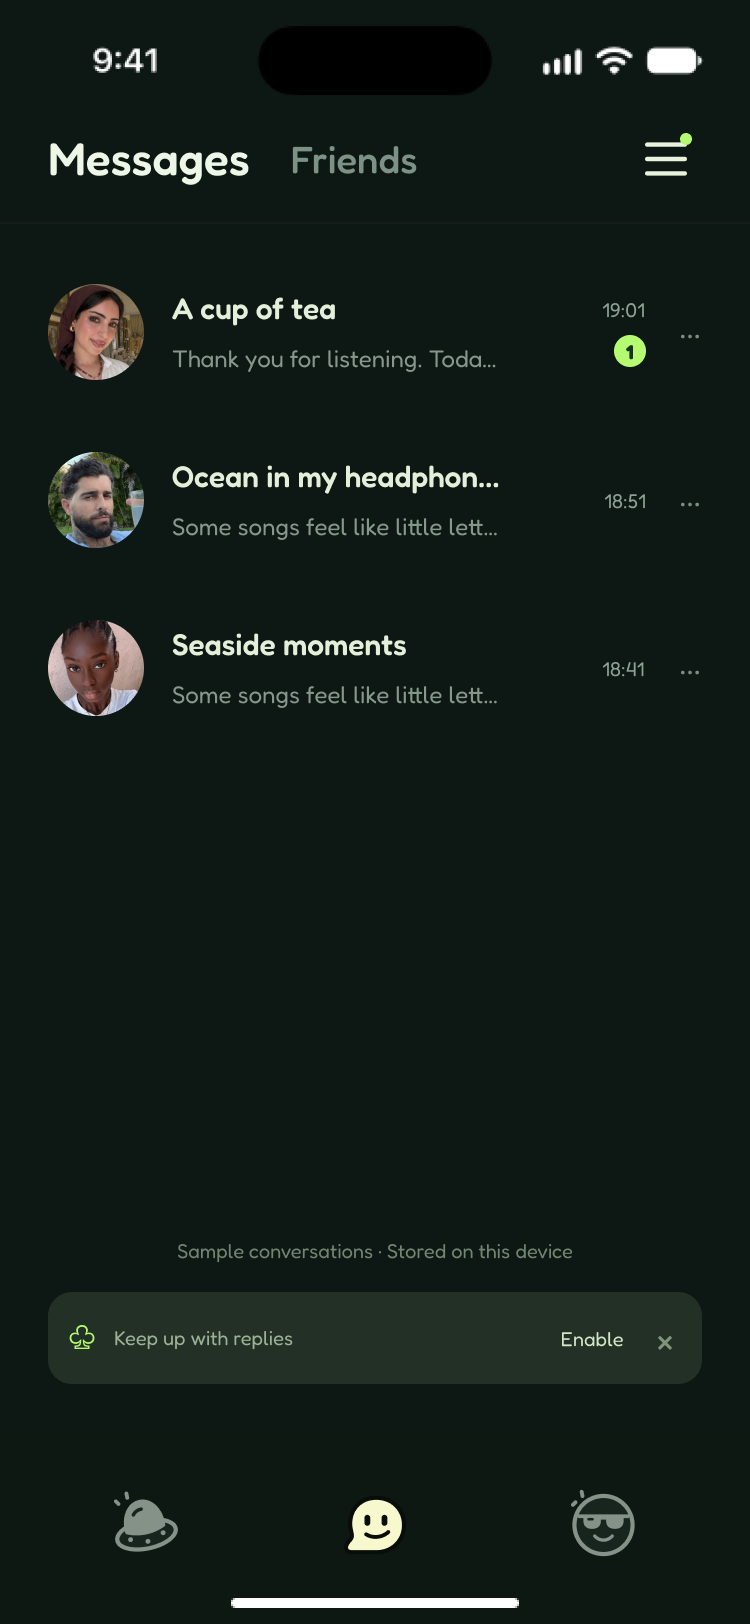 9:41
Messages Friends
A cup of tea 19:01
Thank you for listening. Toda... 1
Ocean in my headphon...
18:51
Some songs feel like little lett...
Seaside moments
18:41
Some songs feel like little lett...
Sample conversations · Stored on this device
Keep up with replies Enable